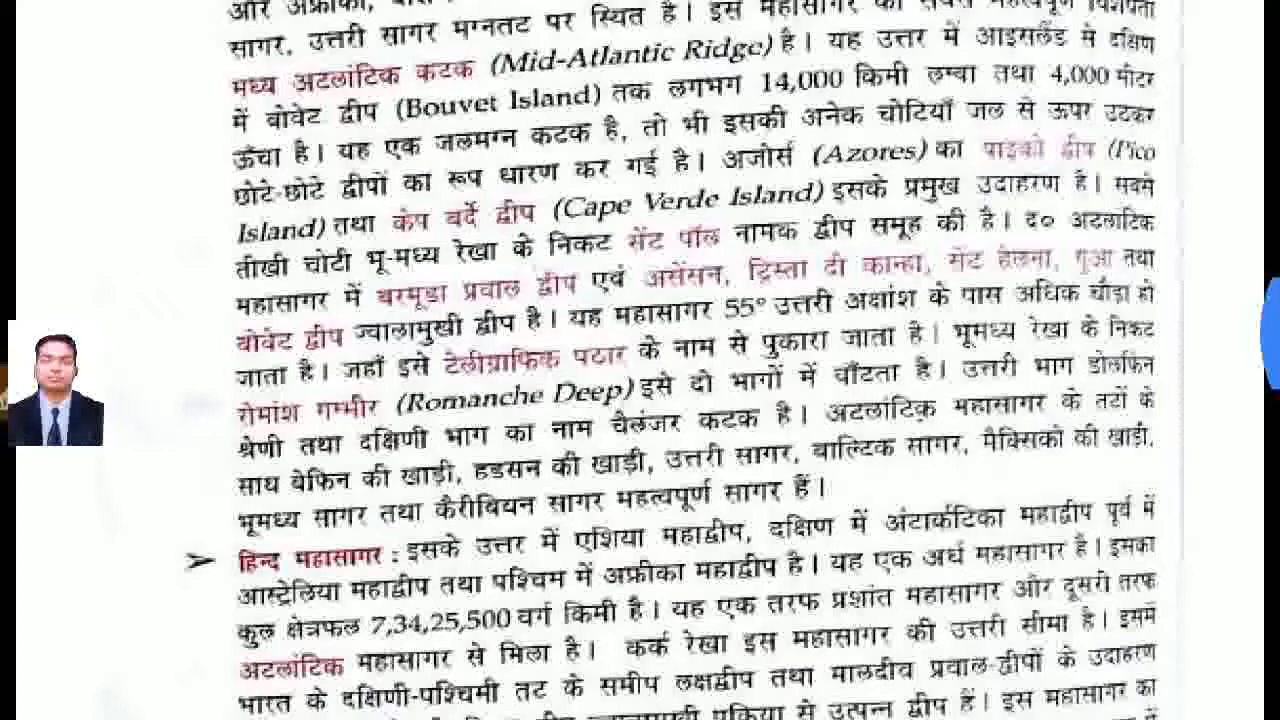 और अफ्रीका,
सागर, उत्तरी सागर मग्नतट पर स्थित है। इस महासागर की सबसे महत्वपूर्ण विशेषता
मध्य अटलांटिक कटक (Mid-Atlantic Ridge) है। यह उत्तर में आइसलैंड से दक्षिण
में बोवेट द्वीप (Bouvet Island) तक लगभग 14,000 किमी लम्बा तथा 4,000 मीटर
ऊँचा है। यह एक जलमग्न कटक है, तो भी इसकी अनेक चोटियाँ जल से ऊपर उठकर
छोटे-छोटे द्वीपों का रूप धारण कर गई है। अजोर्स (Azores) का पाइको द्वीप (Pico
Island) तथा केप वर्दे द्वीप (Cape Verde Island) इसके प्रमुख उदाहरण है। सबसे
तीखी चोटी भू-मध्य रेखा के निकट सेंट पॉल नामक द्वीप समूह की है। द० अटलांटिक
महासागर में बरमूडा प्रवाल द्वीप एवं असेंसन, ट्रिस्ता दी कान्हा, सेंट हेलना, गुआ तथा
बोवेट द्वीप ज्वालामुखी द्वीप है। यह महासागर 55° उत्तरी अक्षांश के पास अधिक चौड़ा हो
जाता है। जहाँ इसे टेलीग्राफिक पठार के नाम से पुकारा जाता है। भूमध्य रेखा के निकट
रोमांश गम्भीर (Romanche Deep) इसे दो भागों में बाँटता है। उत्तरी भाग डोलफिन
श्रेणी तथा दक्षिणी भाग का नाम चैलेंजर कटक है। अटलांटिक महासागर के तटों के
साथ बेफिन की खाड़ी, हडसन की खाड़ी, उत्तरी सागर, बाल्टिक सागर, मैक्सिको की खाड़ी,
भूमध्य सागर तथा कैरीबियन सागर महत्वपूर्ण सागर हैं।
➢ हिन्द महासागर : इसके उत्तर में एशिया महाद्वीप, दक्षिण में अंटार्कटिका महाद्वीप पूर्व में
आस्ट्रेलिया महाद्वीप तथा पश्चिम में अफ्रीका महाद्वीप है। यह एक अर्ध महासागर है। इसका
कुल क्षेत्रफल 7,34,25,500 वर्ग किमी है। यह एक तरफ प्रशांत महासागर और दूसरी तरफ
अटलांटिक महासागर से मिला है। कर्क रेखा इस महासागर की उत्तरी सीमा है। इसमें
भारत के दक्षिणी-पश्चिमी तट के समीप लक्षद्वीप तथा मालदीव प्रवाल-द्वीपों के उदाहरण
ज्वालामुखी प्रक्रिया से उत्पन्न द्वीप हैं। इस महासागर का